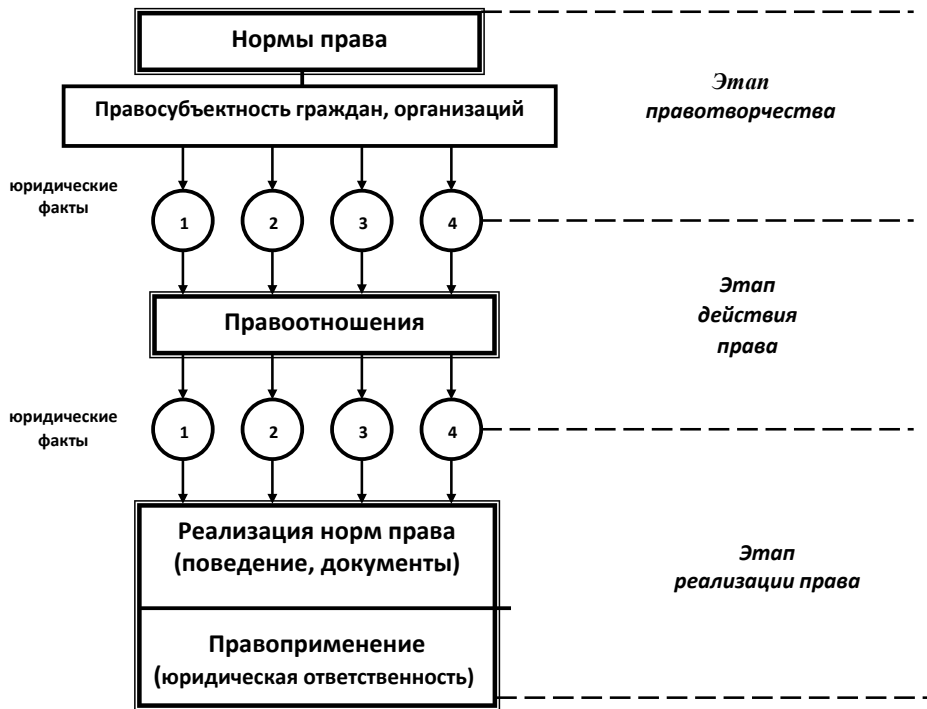 Нормы права
Этап
правотворчества
Правосубъектность граждан, организаций
юридические
факты
1 2 3 4
Этап
действия
права
Правоотношения
юридические
факты
1 2 3 4
Реализация норм права
(поведение, документы)
Этап
реализации права
Правоприменение
(юридическая ответственность)